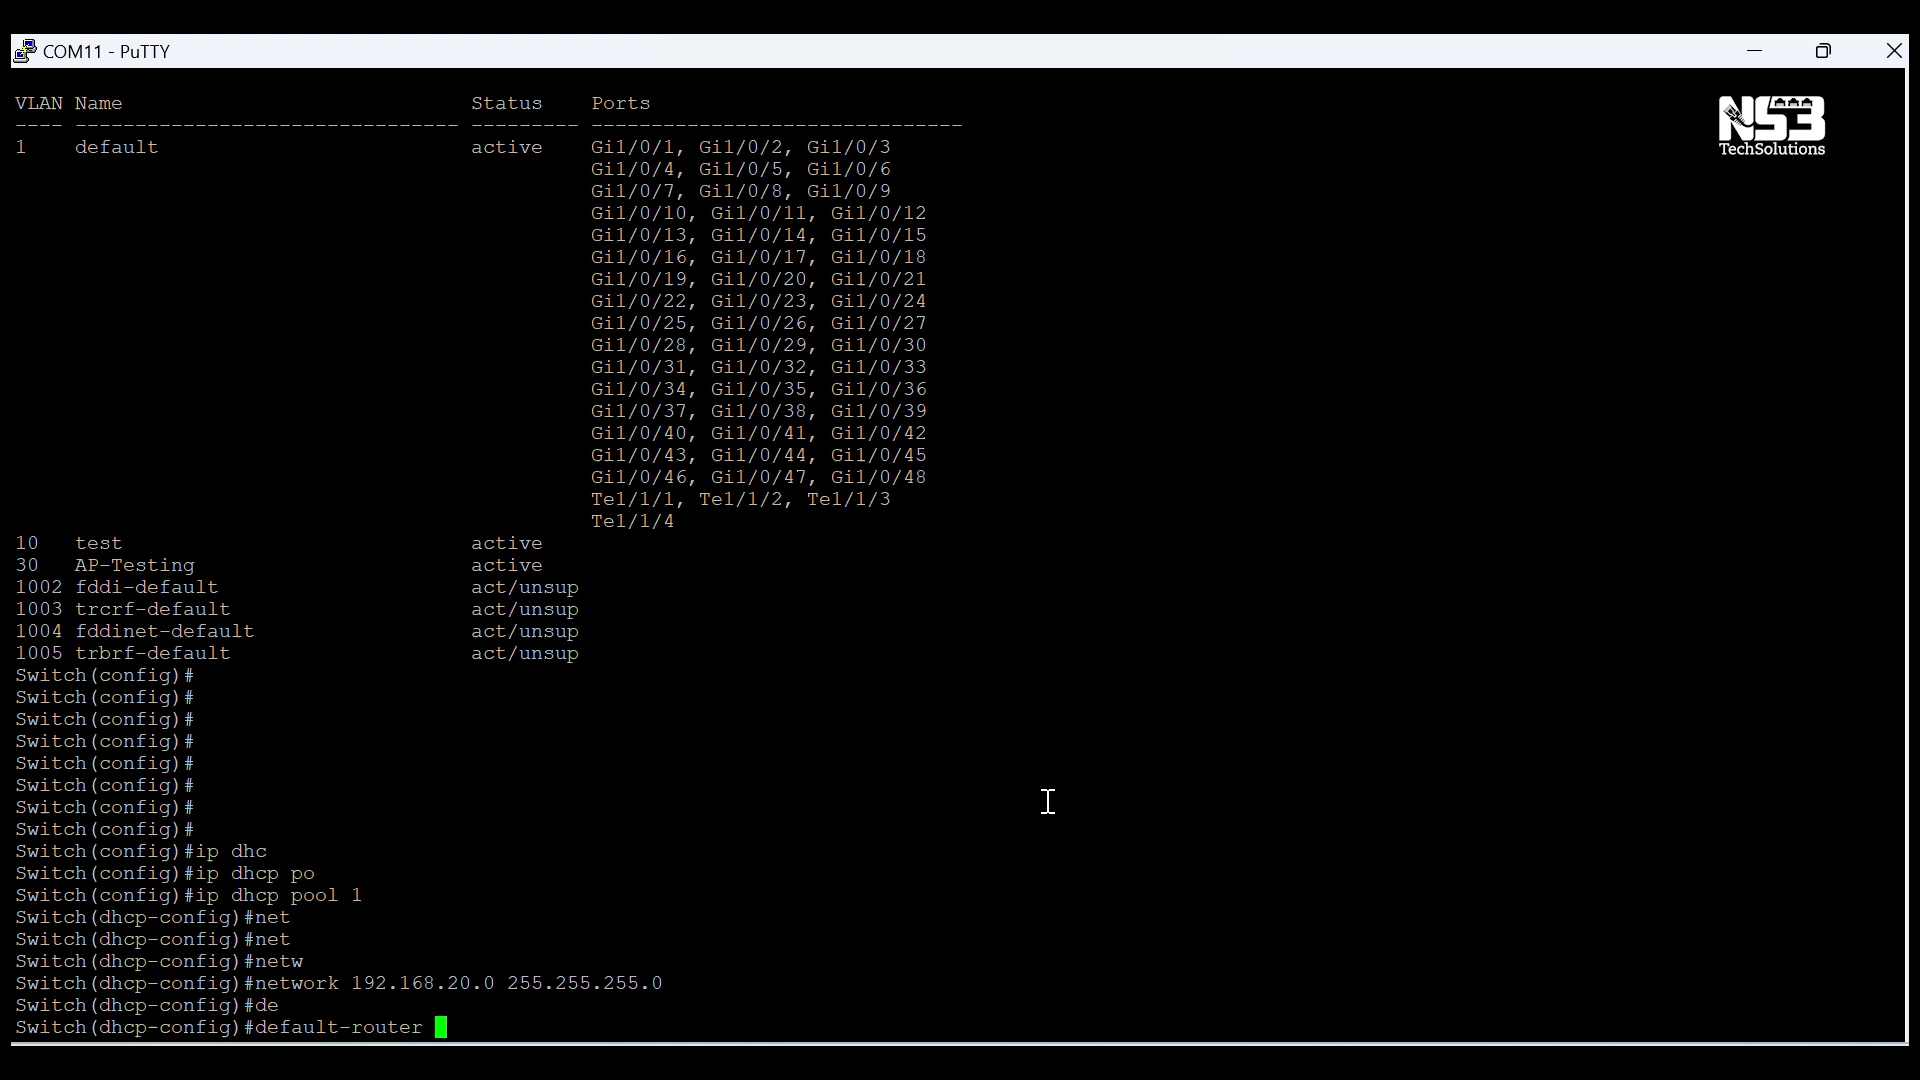 COM11 - PuTTY
NS3
TechSolutions
VLAN Name                             Status    Ports
---- -------------------------------- --------- -------------------------------
1    default                          active    Gi1/0/1, Gi1/0/2, Gi1/0/3
                                                Gi1/0/4, Gi1/0/5, Gi1/0/6
                                                Gi1/0/7, Gi1/0/8, Gi1/0/9
                                                Gi1/0/10, Gi1/0/11, Gi1/0/12
                                                Gi1/0/13, Gi1/0/14, Gi1/0/15
                                                Gi1/0/16, Gi1/0/17, Gi1/0/18
                                                Gi1/0/19, Gi1/0/20, Gi1/0/21
                                                Gi1/0/22, Gi1/0/23, Gi1/0/24
                                                Gi1/0/25, Gi1/0/26, Gi1/0/27
                                                Gi1/0/28, Gi1/0/29, Gi1/0/30
                                                Gi1/0/31, Gi1/0/32, Gi1/0/33
                                                Gi1/0/34, Gi1/0/35, Gi1/0/36
                                                Gi1/0/37, Gi1/0/38, Gi1/0/39
                                                Gi1/0/40, Gi1/0/41, Gi1/0/42
                                                Gi1/0/43, Gi1/0/44, Gi1/0/45
                                                Gi1/0/46, Gi1/0/47, Gi1/0/48
                                                Te1/1/1, Te1/1/2, Te1/1/3
                                                Te1/1/4
10   test                             active
30   AP-Testing                       active
1002 fddi-default                     act/unsup
1003 trcrf-default                    act/unsup
1004 fddinet-default                  act/unsup
1005 trbrf-default                    act/unsup
Switch(config)#
Switch(config)#
Switch(config)#
Switch(config)#
Switch(config)#
Switch(config)#
Switch(config)#
Switch(config)#
Switch(config)#ip dhc
Switch(config)#ip dhcp po
Switch(config)#ip dhcp pool 1
Switch(dhcp-config)#net
Switch(dhcp-config)#net
Switch(dhcp-config)#netw
Switch(dhcp-config)#network 192.168.20.0 255.255.255.0
Switch(dhcp-config)#de
Switch(dhcp-config)#default-router